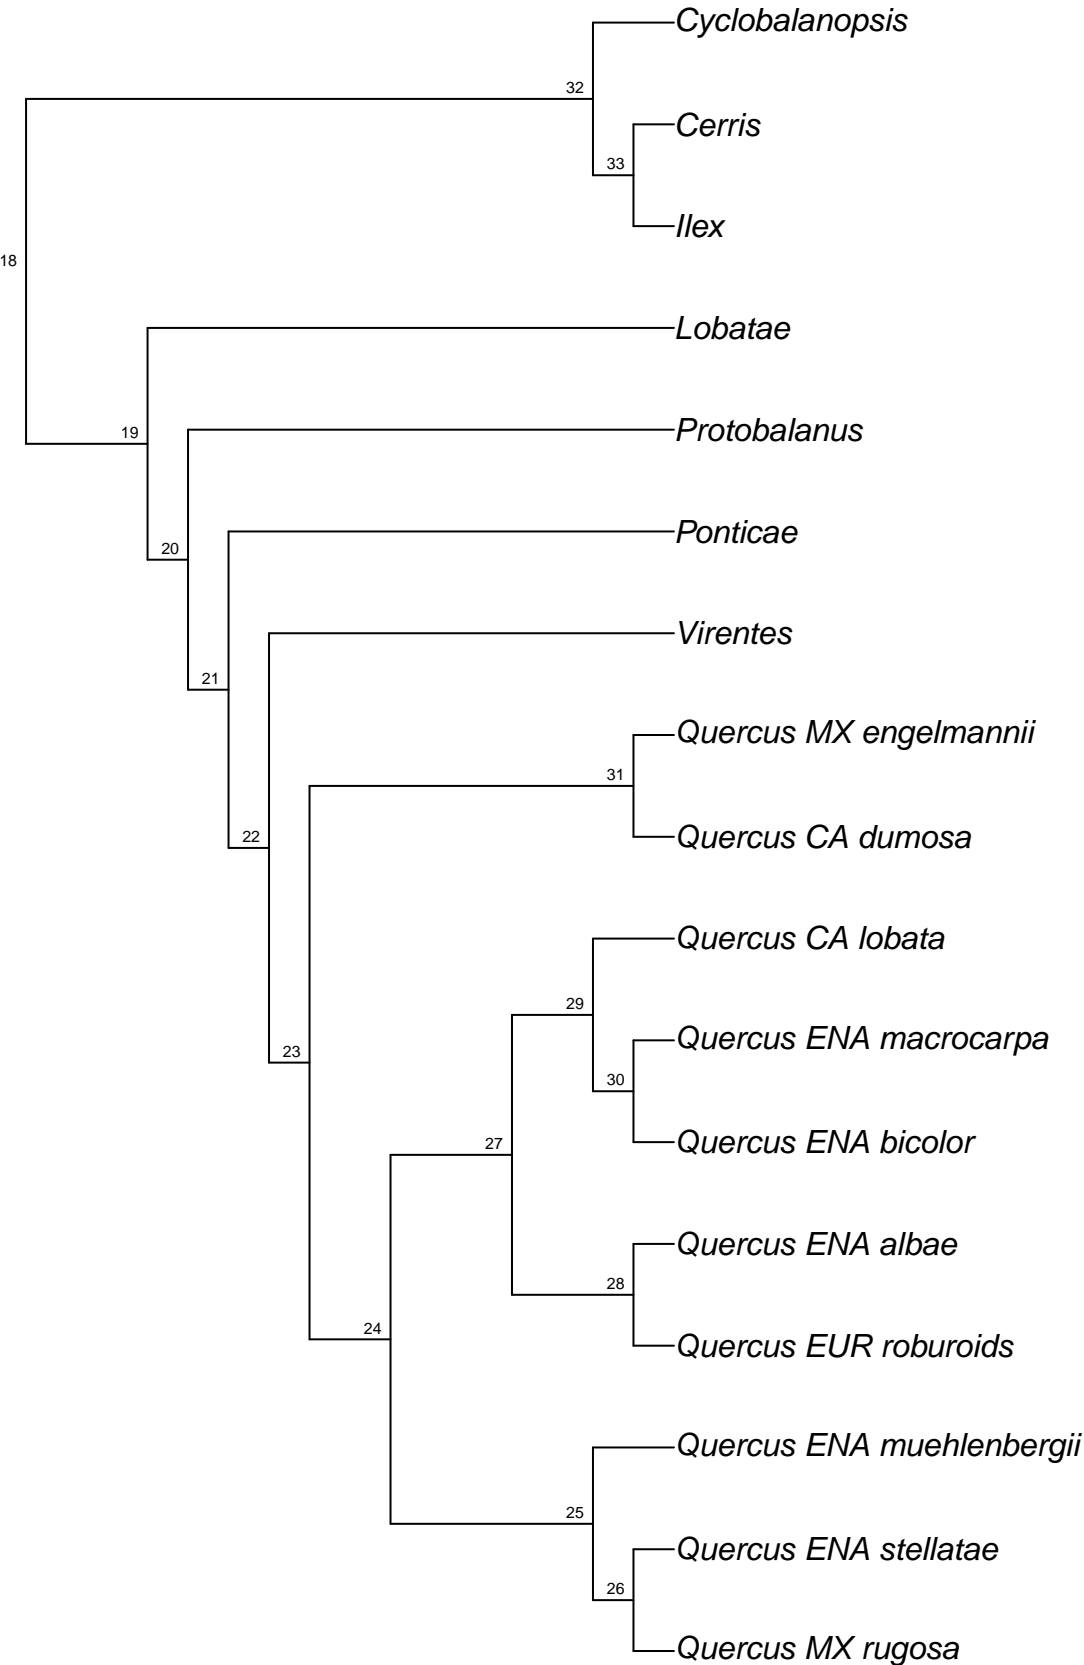 Cyclobalanopsis
32
Cerris
33
Ilex
18
Lobatae
19
Protobalanus
20
Ponticae
21
Virentes
Quercus MX engelmannii
31
22
Quercus CA dumosa
Quercus CA lobata
29
Quercus ENA macrocarpa
23
30
27
Quercus ENA bicolor
Quercus ENA albae
28
24
Quercus EUR roburoids
Quercus ENA muehlenbergii
25
Quercus ENA stellatae
26
Quercus MX rugosa